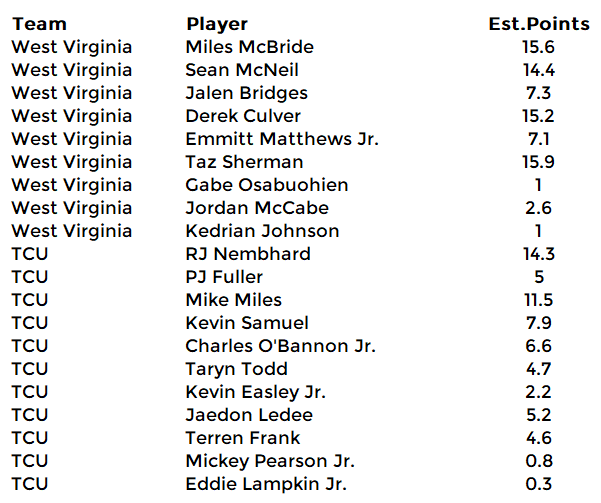 Team Player Est.Points
West Virginia Miles McBride 15.6
West Virginia Sean McNeil 14.4
West Virginia Jalen Bridges 7.3
West Virginia Derek Culver 15.2
West Virginia Emmitt Matthews Jr. 7.1
West Virginia Taz Sherman 15.9
West Virginia Gabe Osabuohien 1
West Virginia Jordan McCabe 2.6
West Virginia Kedrian Johnson 1
TCU RJ Nembhard 14.3
TCU PJ Fuller 5
TCU Mike Miles 11.5
TCU Kevin Samuel 7.9
TCU Charles O'Bannon Jr. 6.6
TCU Taryn Todd 4.7
TCU Kevin Easley Jr. 2.2
TCU Jaedon Ledee 5.2
TCU Terren Frank 4.6
TCU Mickey Pearson Jr. 0.8
TCU Eddie Lampkin Jr. 0.3